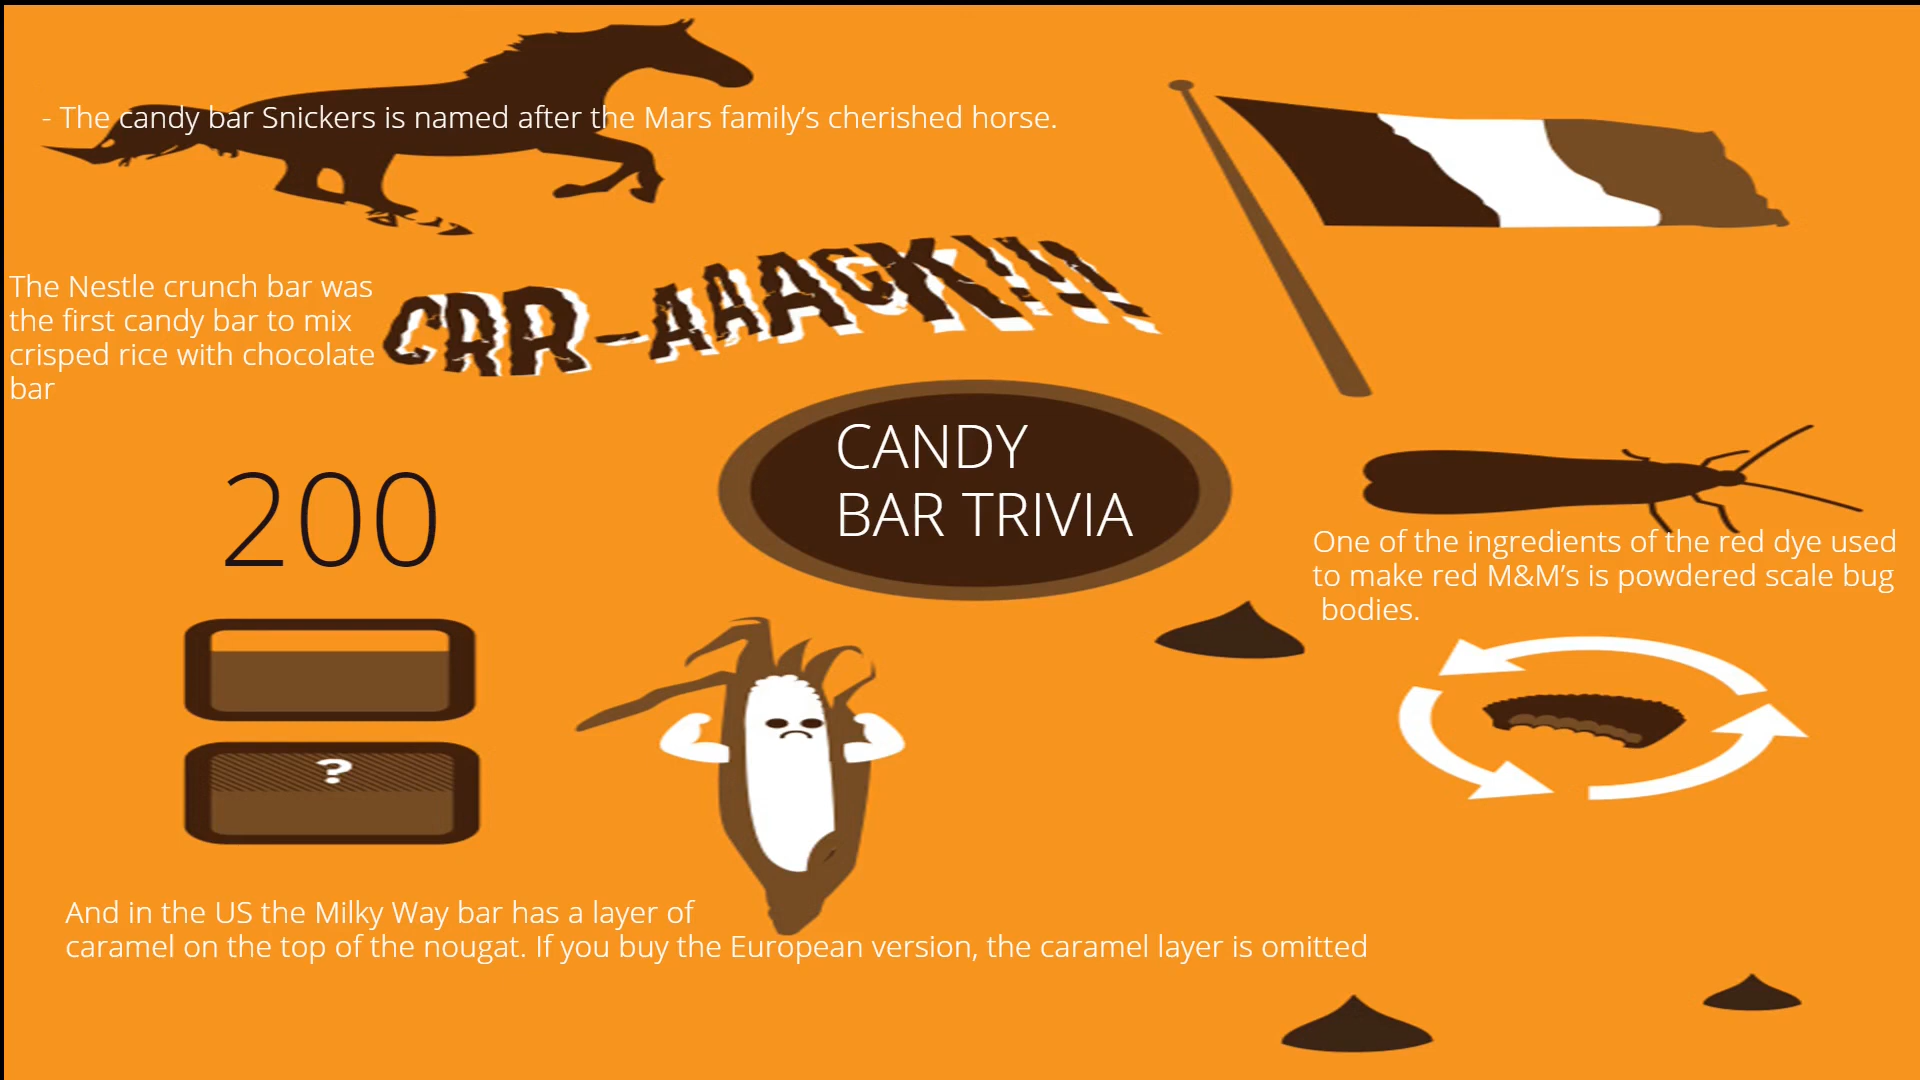 - The candy bar Snickers is named after the Mars family’s cherished horse.
The Nestle crunch bar was
the first candy bar to mix
crisped rice with chocolate
bar
CRR-AAACK!!!
200
CANDY
BAR TRIVIA
One of the ingredients of the red dye used
to make red M&M’s is powdered scale bug
bodies.
?
And in the US the Milky Way bar has a layer of
caramel on the top of the nougat. If you buy the European version, the caramel layer is omitted